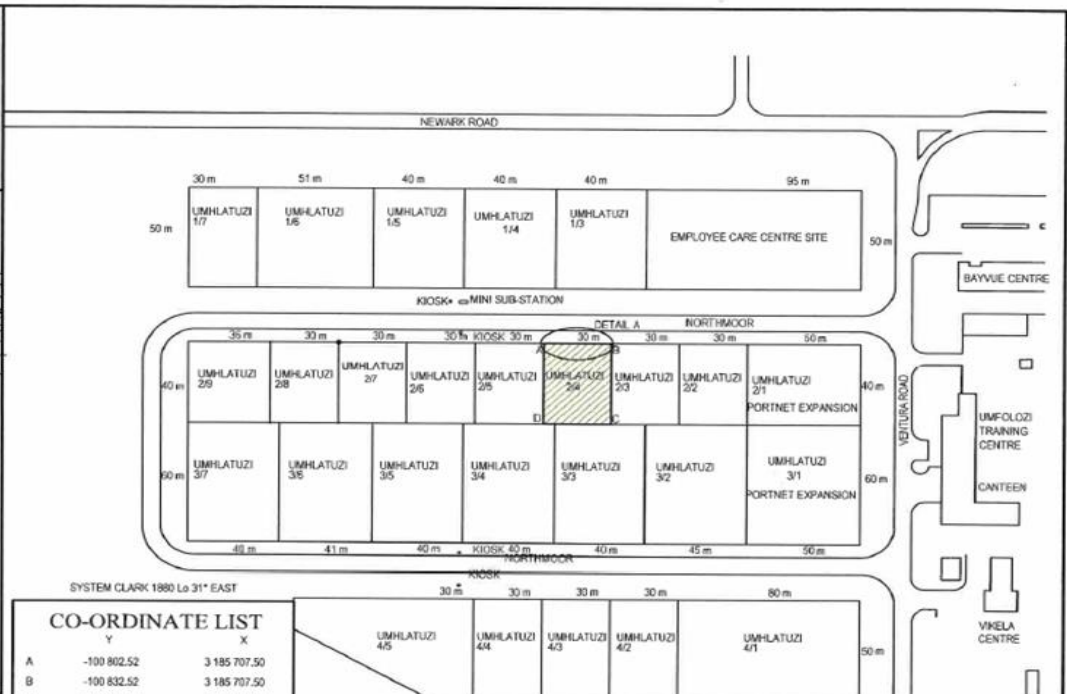 NEWARK ROAD
30 m 51 m 40 m 40 m 40 m 95 m
50 m
UMHLATUZI
1/7
UMHLATUZI
1/6
UMHLATUZI
1/5
UMHLATUZI
1/4
UMHLATUZI
1/3
EMPLOYEE CARE CENTRE SITE
50 m
BAYVUE CENTRE
KIOSK MINI SUB-STATION
DETAIL A NORTHMOOR
35 m 30 m 30 m 30 m KIOSK 30 m 30 m 30 m 30 m 50 m
A B
40 m
UMHLATUZI
2/9
UMHLATUZI
2/8
UMHLATUZI
2/7
UMHLATUZI
2/6
UMHLATUZI
2/5
UMHLATUZI
2/4
UMHLATUZI
2/3
UMHLATUZI
2/2
UMHLATUZI
2/1
PORTNET EXPANSION
40 m
D C
VENTURA ROAD
UMFOLOZI
TRAINING
CENTRE
CANTEEN
60 m
UMHLATUZI
3/7
UMHLATUZI
3/6
UMHLATUZI
3/5
UMHLATUZI
3/4
UMHLATUZI
3/3
UMHLATUZI
3/2
UMHLATUZI
3/1
PORTNET EXPANSION
60 m
41 m 40 m KIOSK 40 m 40 m 45 m 50 m
NORTHMOOR
KIOSK
SYSTEM CLARK 1880 Lo 31° EAST
30 m 30 m 30 m 30 m 80 m
UMHLATUZI
4/5
UMHLATUZI
4/4
UMHLATUZI
4/3
UMHLATUZI
4/2
UMHLATUZI
4/1
50 m
VIKELA
CENTRE
CO-ORDINATE LIST
Y X
A -100 802.52 3 185 707.50
B -100 832.52 3 185 707.50